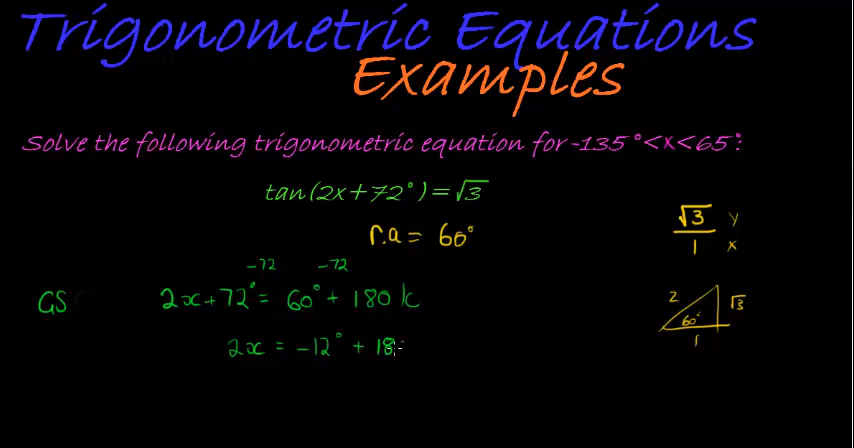 Trigonometric Equations
Examples
Solve the following trigonometric equation for -135°<x<65°:
tan(2x+72°)=√3
r.a = 60°
√3 y
1 x
-72 -72
GS 2x+72° = 60° + 180 k
2x = -12° + 18
2 √3
60°
1